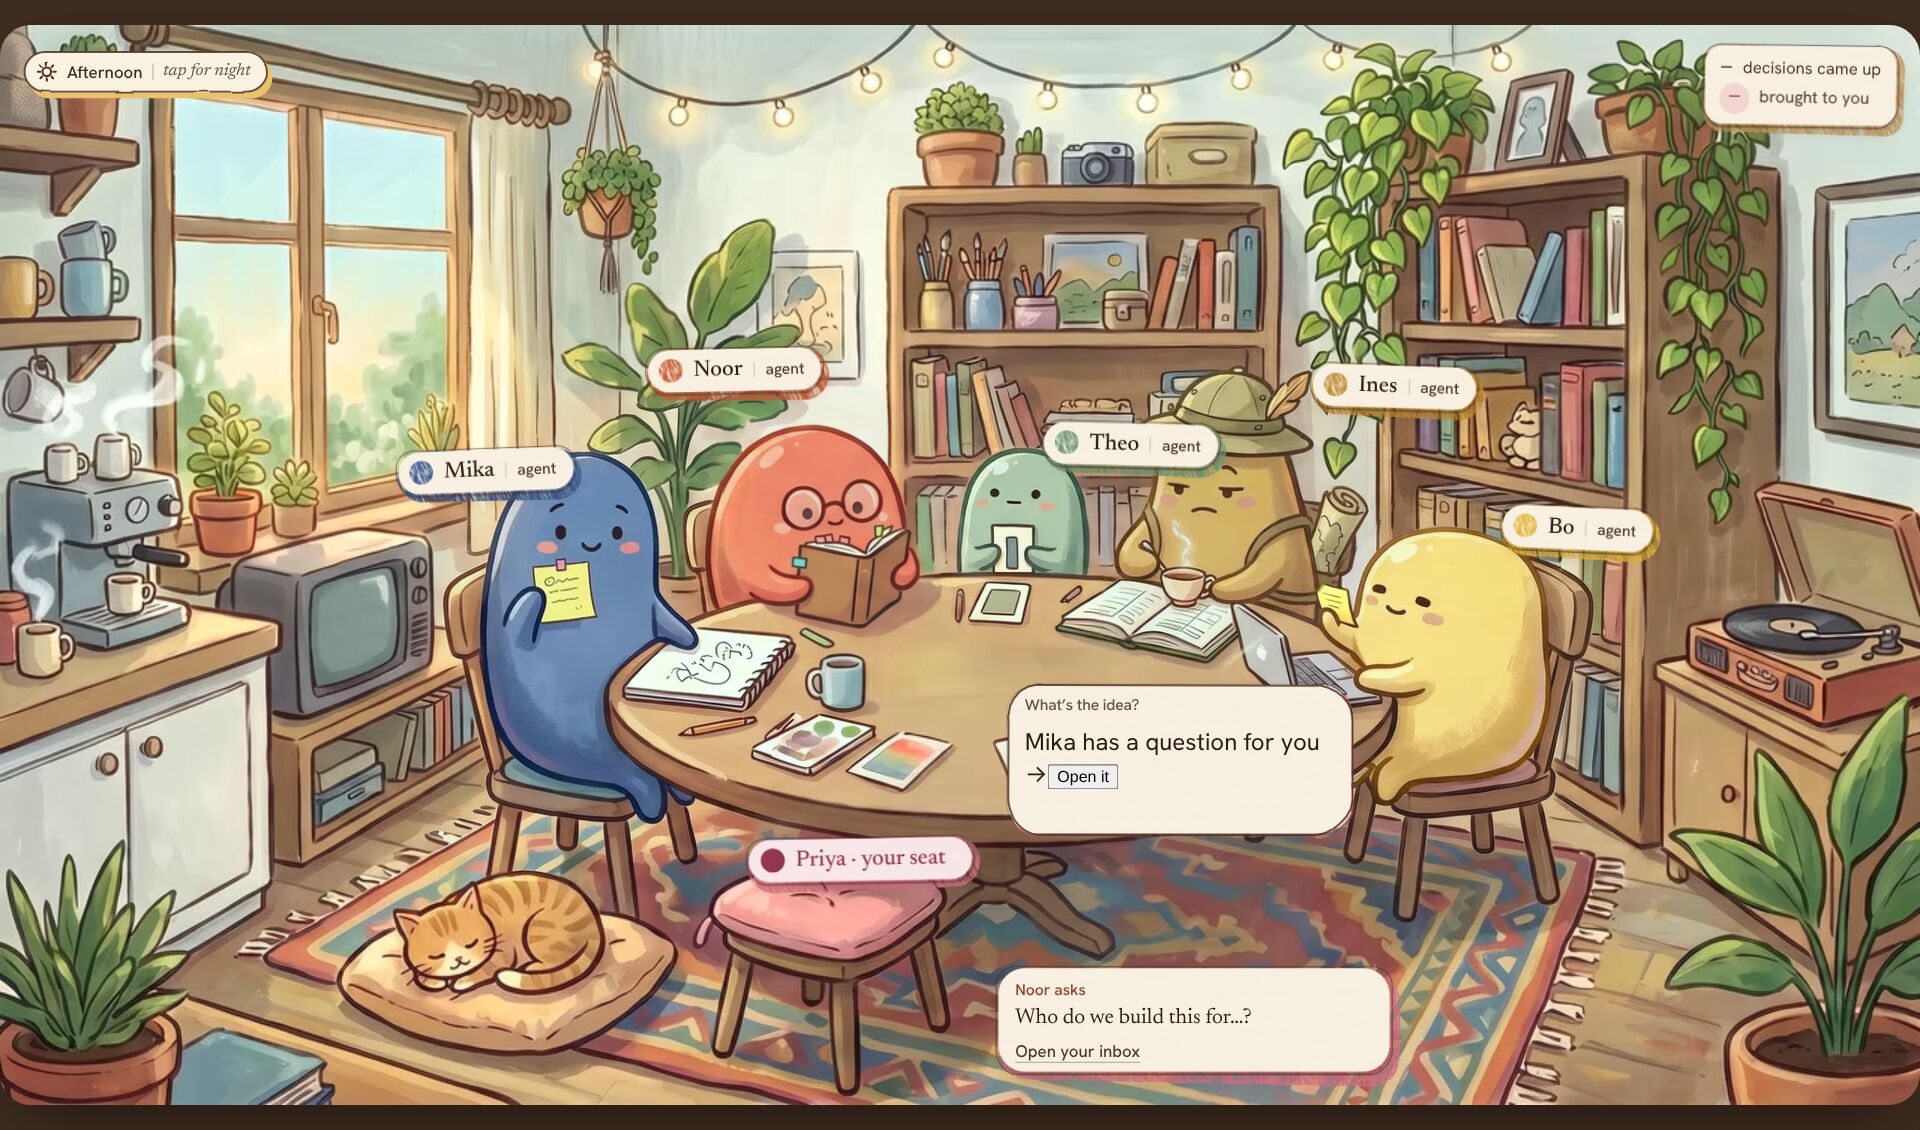 Afternoon tap for night
– decisions came up
– brought to you
Noor agent
Ines agent
Theo agent
Mika agent
Bo agent
What's the idea?
Mika has a question for you
→ Open it
Priya · your seat
Noor asks
Who do we build this for...?
Open your inbox